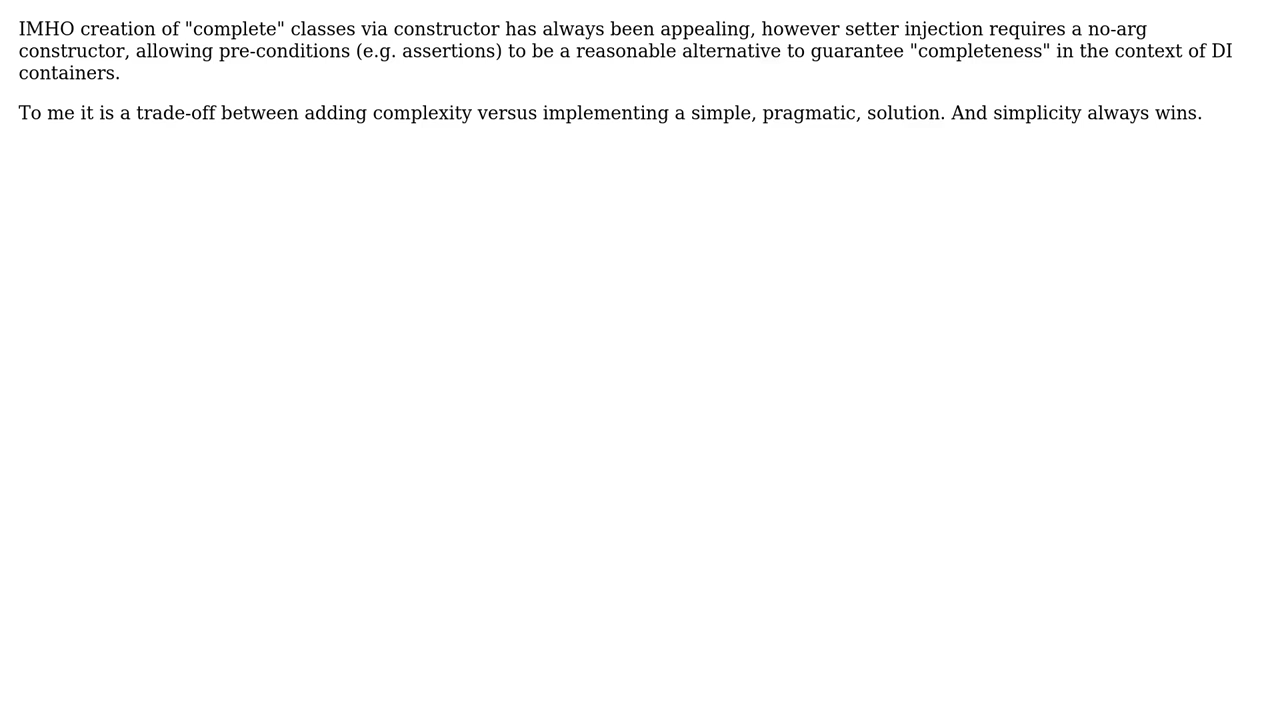 IMHO creation of "complete" classes via constructor has always been appealing, however setter injection requires a no-arg
constructor, allowing pre-conditions (e.g. assertions) to be a reasonable alternative to guarantee "completeness" in the context of DI
containers.
To me it is a trade-off between adding complexity versus implementing a simple, pragmatic, solution. And simplicity always wins.